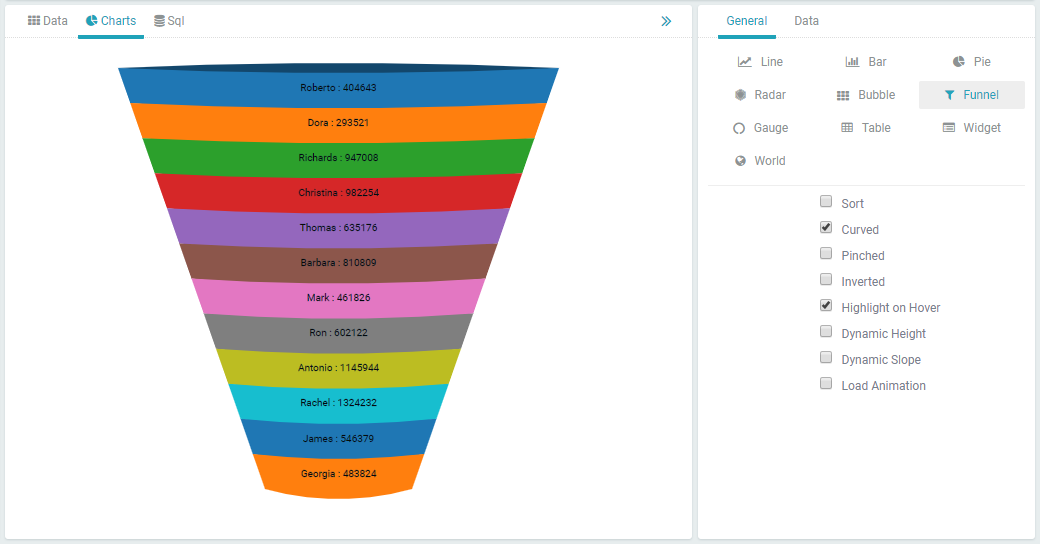 Data Charts Sql
Roberto : 404643
Dora : 293521
Richards : 947008
Christina : 982254
Thomas : 635176
Barbara : 810809
Mark : 461826
Ron : 602122
Antonio : 1145944
Rachel : 1324232
James : 546379
Georgia : 483824
General Data
Line Bar Pie
Radar Bubble Funnel
Gauge Table Widget
World
Sort
Curved
Pinched
Inverted
Highlight on Hover
Dynamic Height
Dynamic Slope
Load Animation